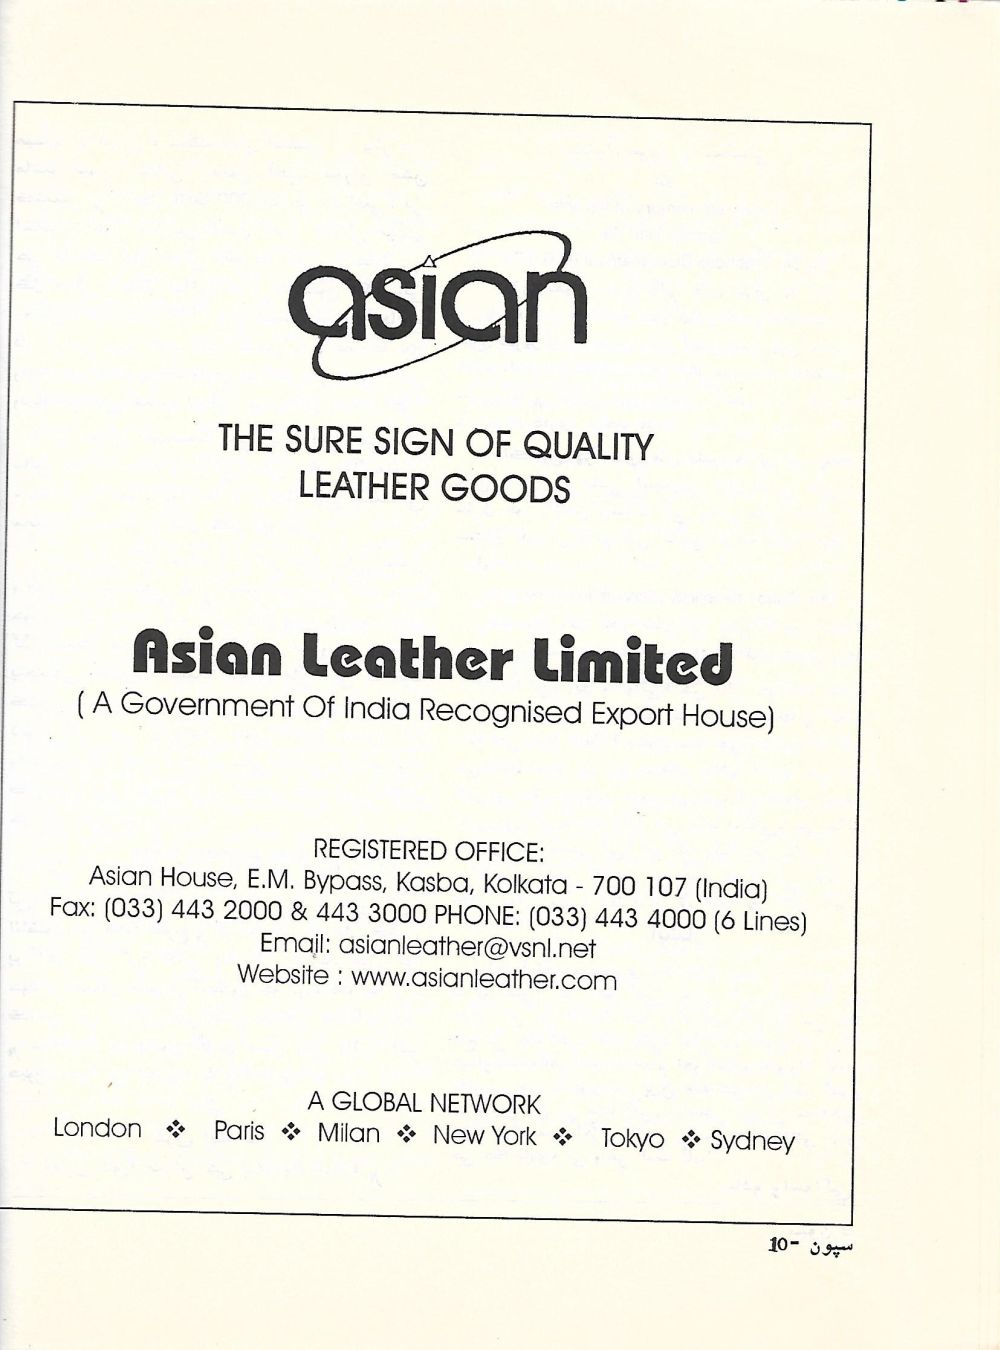 asian
THE SURE SIGN OF QUALITY
LEATHER GOODS
Asian Leather Limited
( A Government Of India Recognised Export House)
REGISTERED OFFICE:
Asian House, E.M. Bypass, Kasba, Kolkata - 700 107 (India)
Fax: (033) 443 2000 & 443 3000 PHONE: (033) 443 4000 (6 Lines)
Email: asianleather@vsnl.net
Website : www.asianleather.com
A GLOBAL NETWORK
London ❖ Paris ❖ Milan ❖ New York ❖ Tokyo ❖ Sydney
سپون -10